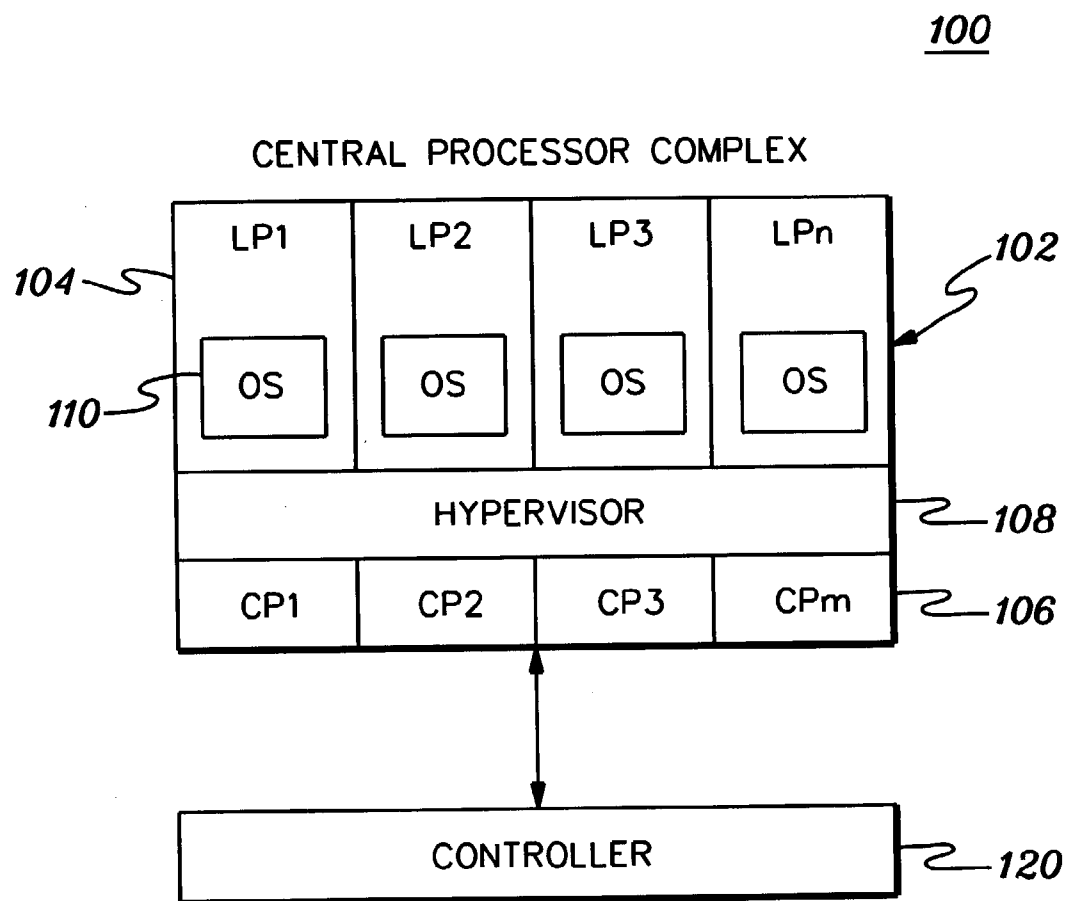 100
CENTRAL PROCESSOR COMPLEX
LP1 LP2 LP3 LPn
102
104
OS OS OS OS
110
HYPERVISOR
108
CP1 CP2 CP3 CPm
106
CONTROLLER
120